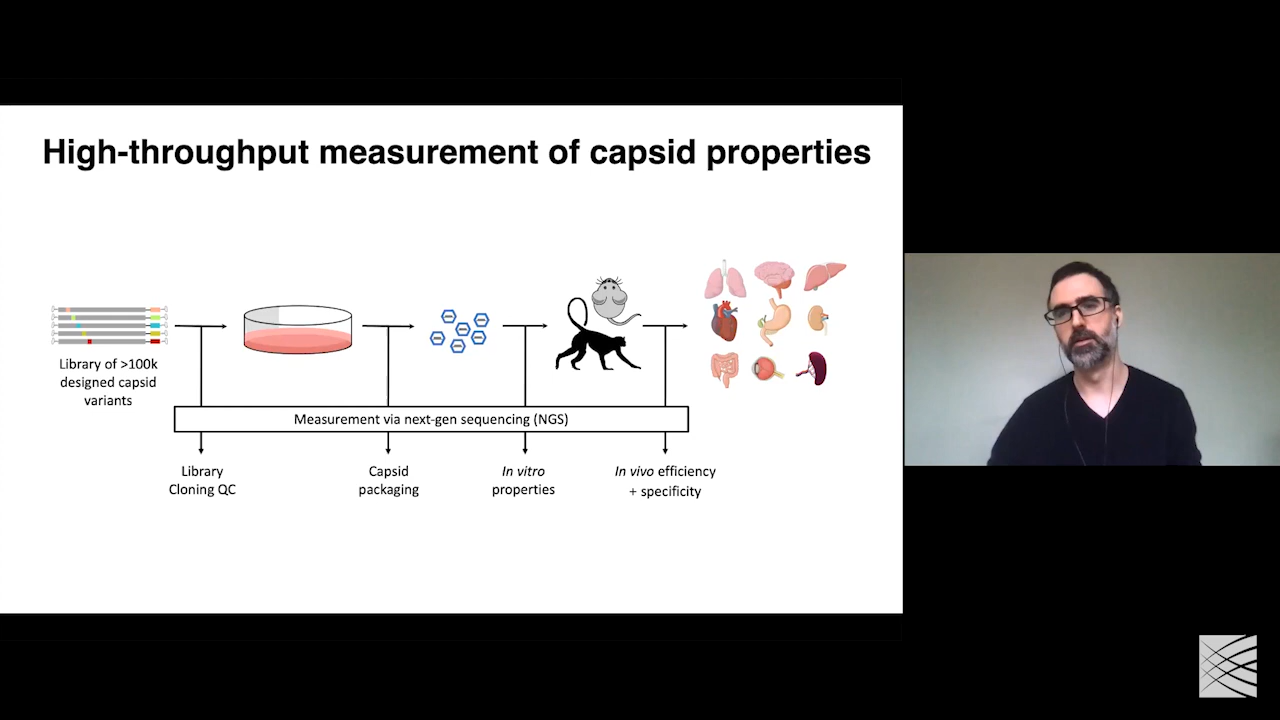 High-throughput measurement of capsid properties
Library of >100k
designed capsid
variants
Measurement via next-gen sequencing (NGS)
Library
Cloning QC
Capsid
packaging
In vitro
properties
In vivo efficiency
+ specificity